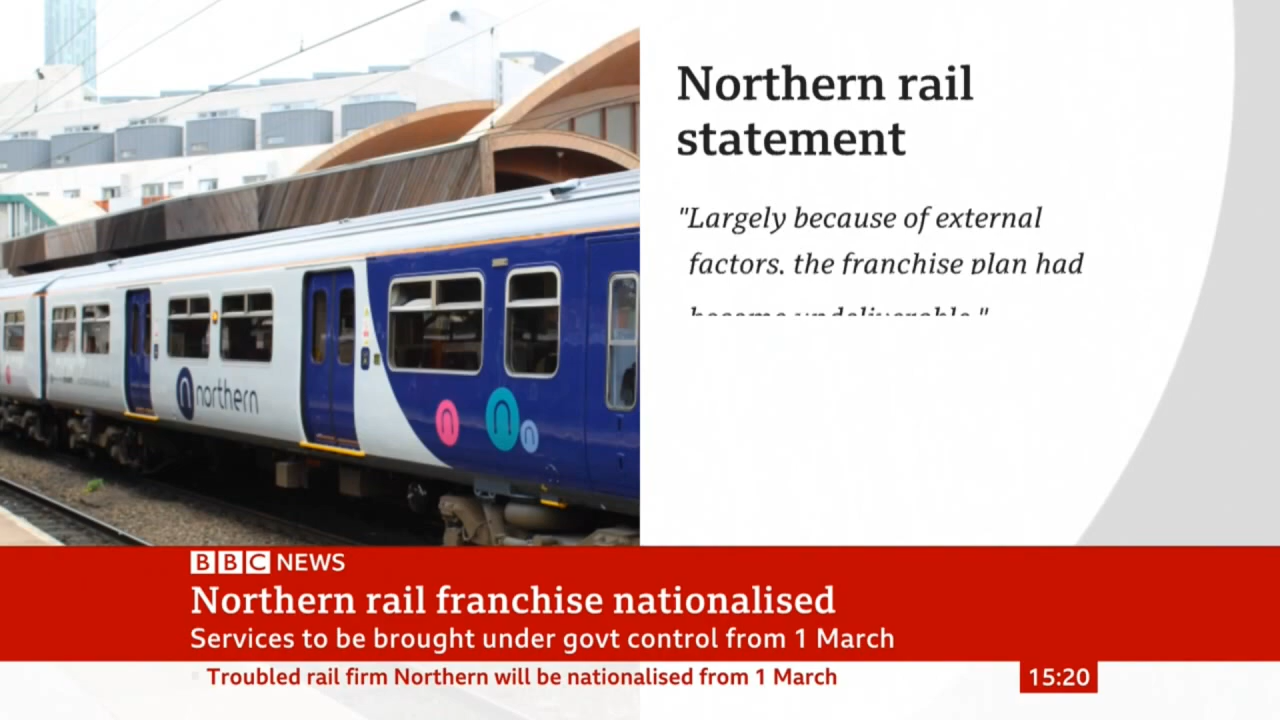 Northern rail
statement
"Largely because of external
factors, the franchise plan had
become undeliverable."
northern
BBC NEWS
Northern rail franchise nationalised
Services to be brought under govt control from 1 March
Troubled rail firm Northern will be nationalised from 1 March
15:20